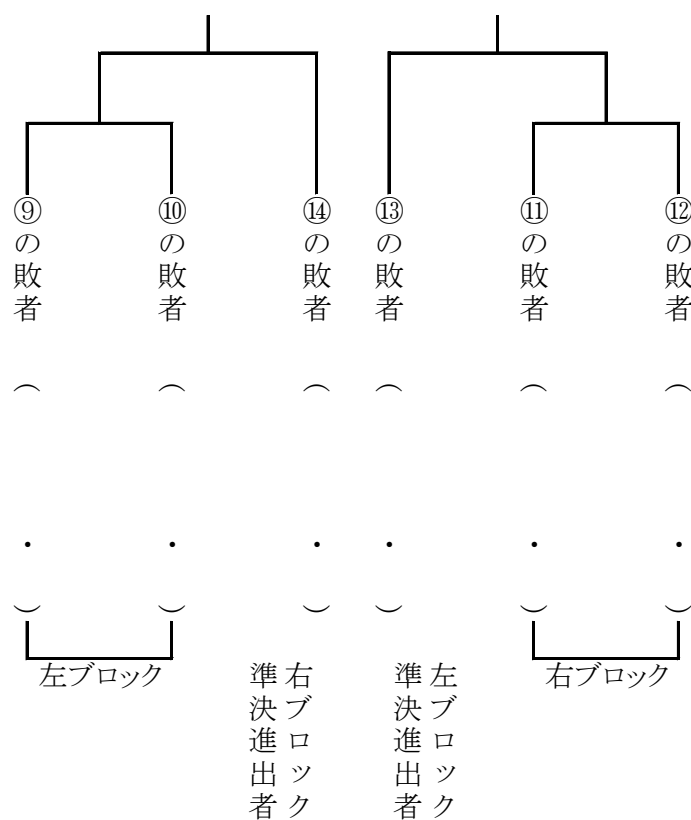 ⑨の敗者
⑩の敗者
⑭の敗者
⑬の敗者
⑪の敗者
⑫の敗者
（　・　）
（　・　）
（　・　）
（　・　）
（　・　）
（　・　）
左ブロック
右ブロック
準決進出者
左ブロック
準決進出者
右ブロック